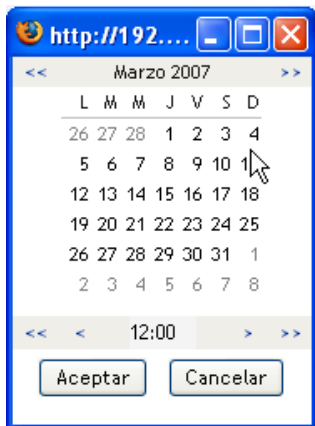 http://192....
<< Marzo 2007 >>
L M M J V S D
26 27 28 1 2 3 4
5 6 7 8 9 10
12 13 14 15 16 17 18
19 20 21 22 23 24 25
26 27 28 29 30 31 1
2 3 4 5 6 7 8
<< < 12:00 > >>
Aceptar Cancelar